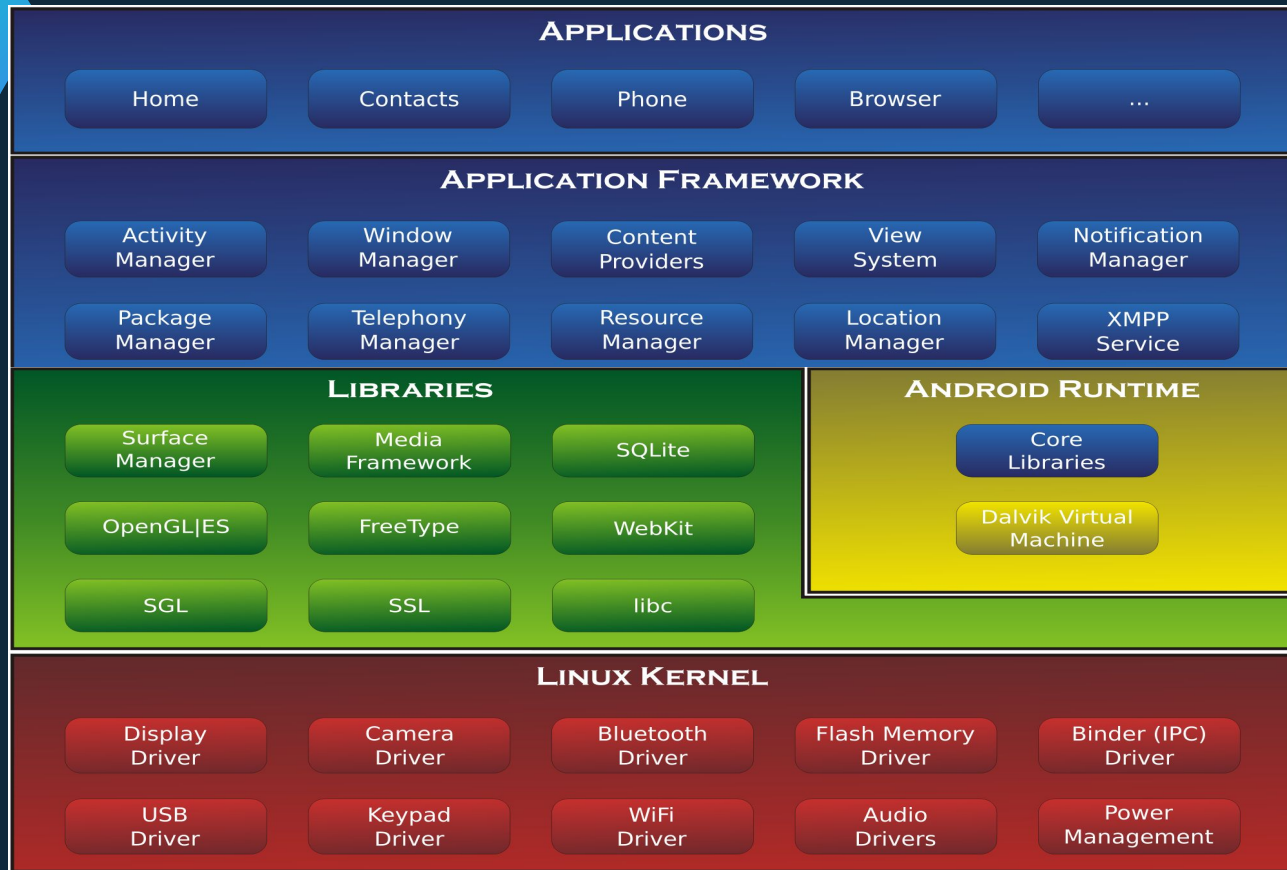 APPLICATIONS
Home
Contacts
Phone
Browser
...
APPLICATION FRAMEWORK
Activity
Manager
Window
Manager
Content
Providers
View
System
Notification
Manager
Package
Manager
Telephony
Manager
Resource
Manager
Location
Manager
XMPP
Service
LIBRARIES
Surface
Manager
Media
Framework
SQLite
OpenGL|ES
FreeType
WebKit
SGL
SSL
libc
ANDROID RUNTIME
Core
Libraries
Dalvik Virtual
Machine
LINUX KERNEL
Display
Driver
Camera
Driver
Bluetooth
Driver
Flash Memory
Driver
Binder (IPC)
Driver
USB
Driver
Keypad
Driver
WiFi
Driver
Audio
Drivers
Power
Management